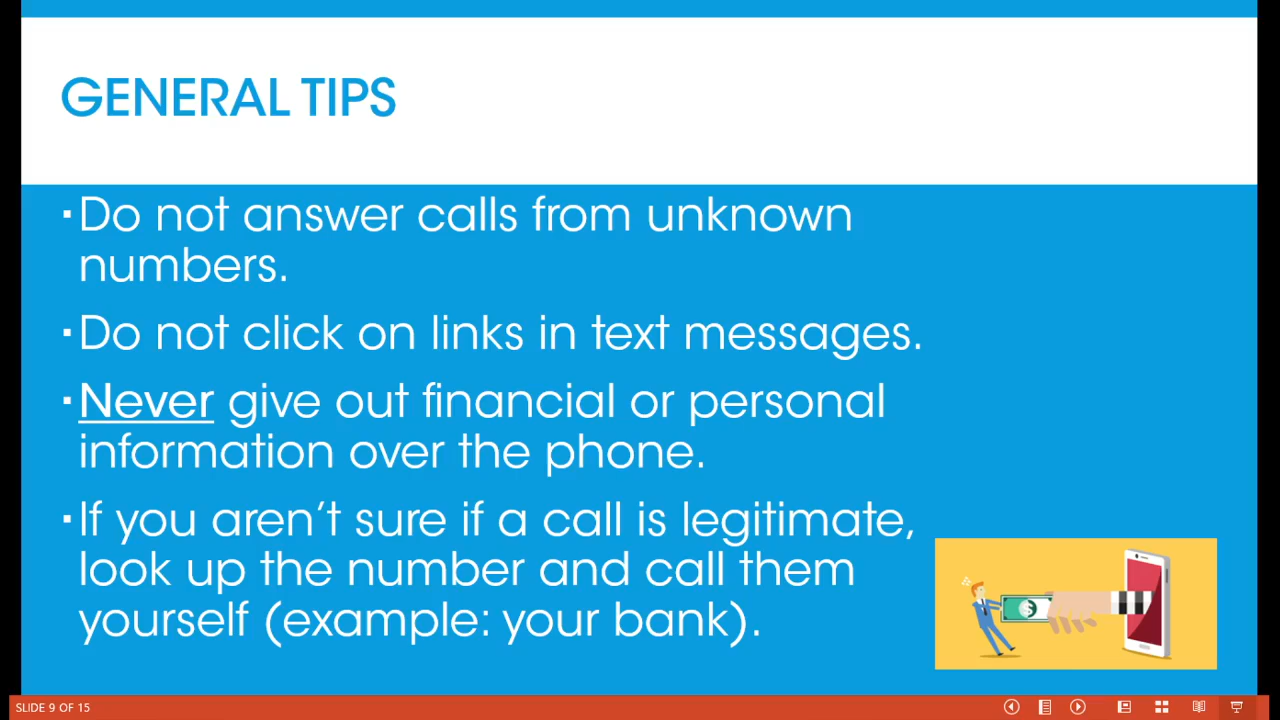 GENERAL TIPS
▪Do not answer calls from unknown
numbers.
▪Do not click on links in text messages.
▪Never give out financial or personal
information over the phone.
▪If you aren’t sure if a call is legitimate,
look up the number and call them
yourself (example: your bank).
$
SLIDE 9 OF 15